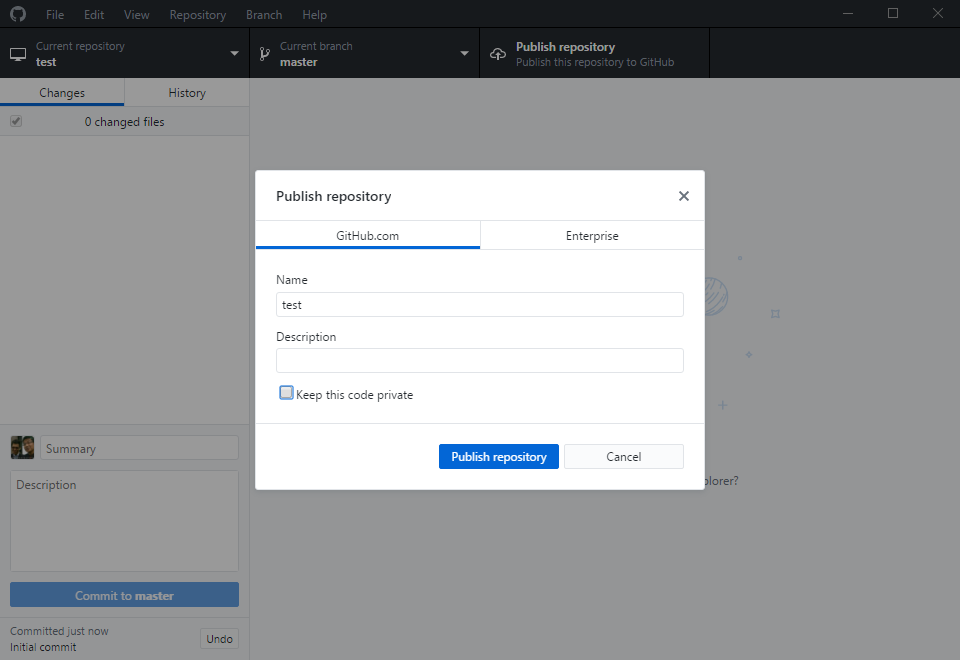 File Edit View Repository Branch Help
Current repository
test
Current branch
master
Publish repository
Publish this repository to GitHub
Changes History
0 changed files
Publish repository
GitHub.com Enterprise
Name
test
Description
Keep this code private
Publish repository Cancel
plorer?
Summary
Description
Commit to master
Committed just now
Initial commit
Undo